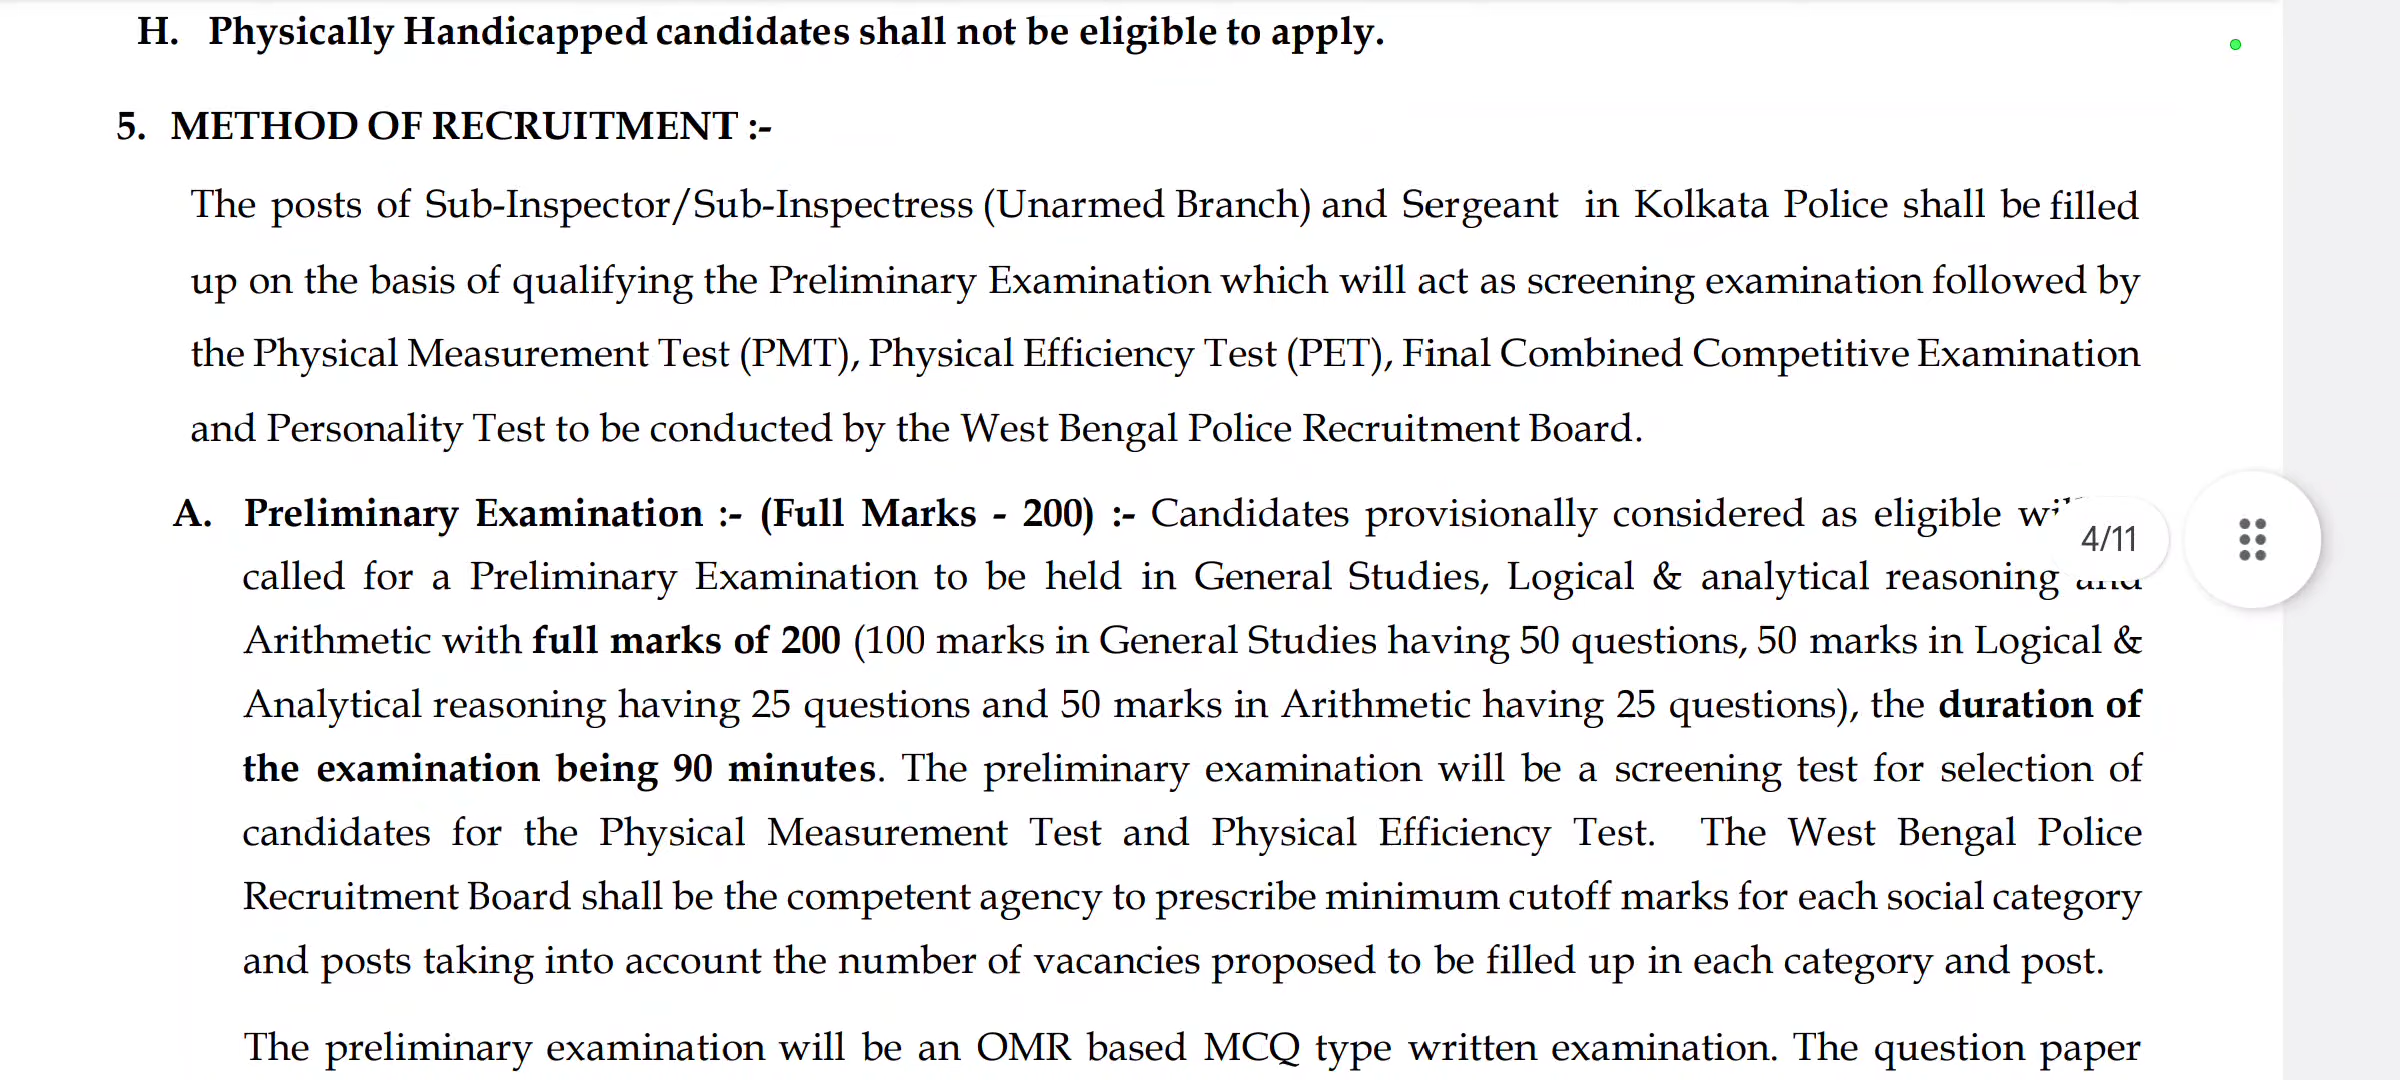 H. Physically Handicapped candidates shall not be eligible to apply.
5. METHOD OF RECRUITMENT :-
The posts of Sub-Inspector/Sub-Inspectress (Unarmed Branch) and Sergeant in Kolkata Police shall be filled
up on the basis of qualifying the Preliminary Examination which will act as screening examination followed by
the Physical Measurement Test (PMT), Physical Efficiency Test (PET), Final Combined Competitive Examination
and Personality Test to be conducted by the West Bengal Police Recruitment Board.
A. Preliminary Examination :- (Full Marks - 200) :- Candidates provisionally considered as eligible
4/11
called for a Preliminary Examination to be held in General Studies, Logical & analytical reasoning
Arithmetic with full marks of 200 (100 marks in General Studies having 50 questions, 50 marks in Logical &
Analytical reasoning having 25 questions and 50 marks in Arithmetic having 25 questions), the duration of
the examination being 90 minutes. The preliminary examination will be a screening test for selection of
candidates for the Physical Measurement Test and Physical Efficiency Test. The West Bengal Police
Recruitment Board shall be the competent agency to prescribe minimum cutoff marks for each social category
and posts taking into account the number of vacancies proposed to be filled up in each category and post.
The preliminary examination will be an OMR based MCQ type written examination. The question paper